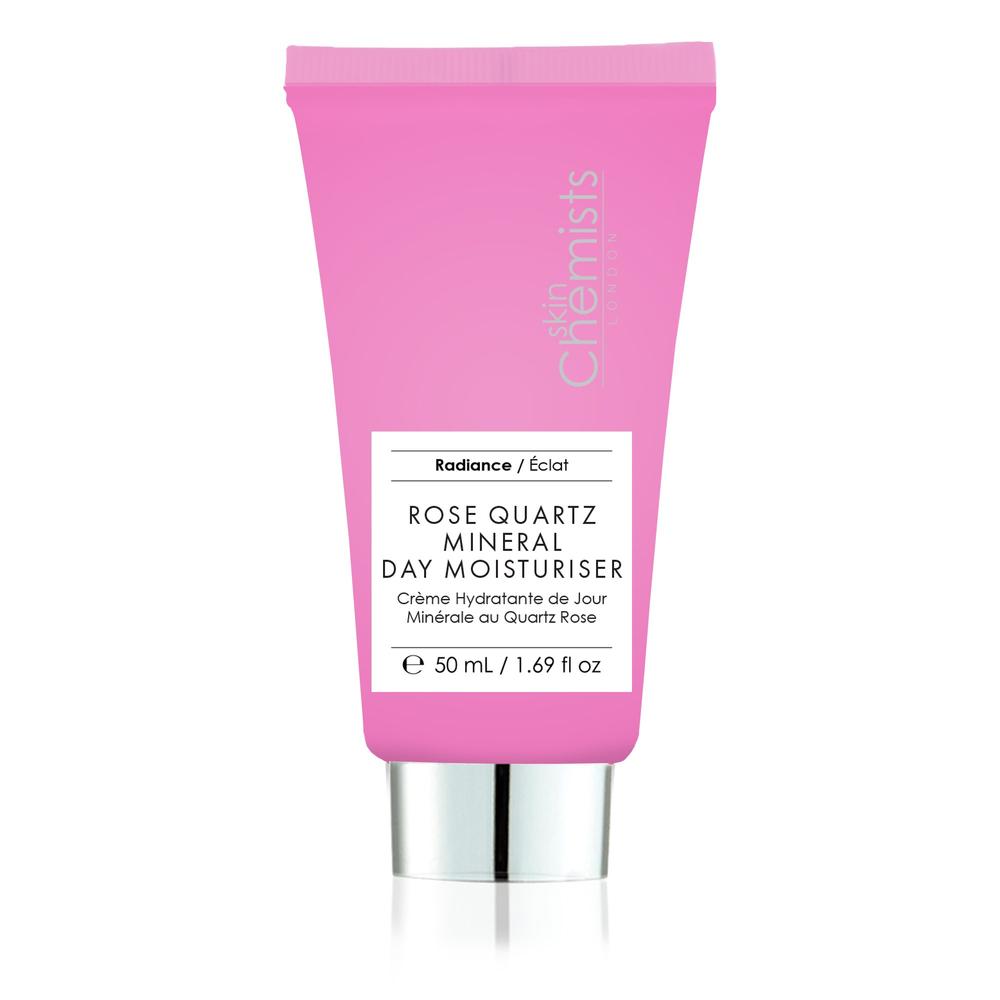 skin
Chemists
LONDON
Radiance / Éclat
ROSE QUARTZ
MINERAL
DAY MOISTURISER
Crème Hydratante de Jour
Minérale au Quartz Rose
℮ 50 mL / 1.69 fl oz